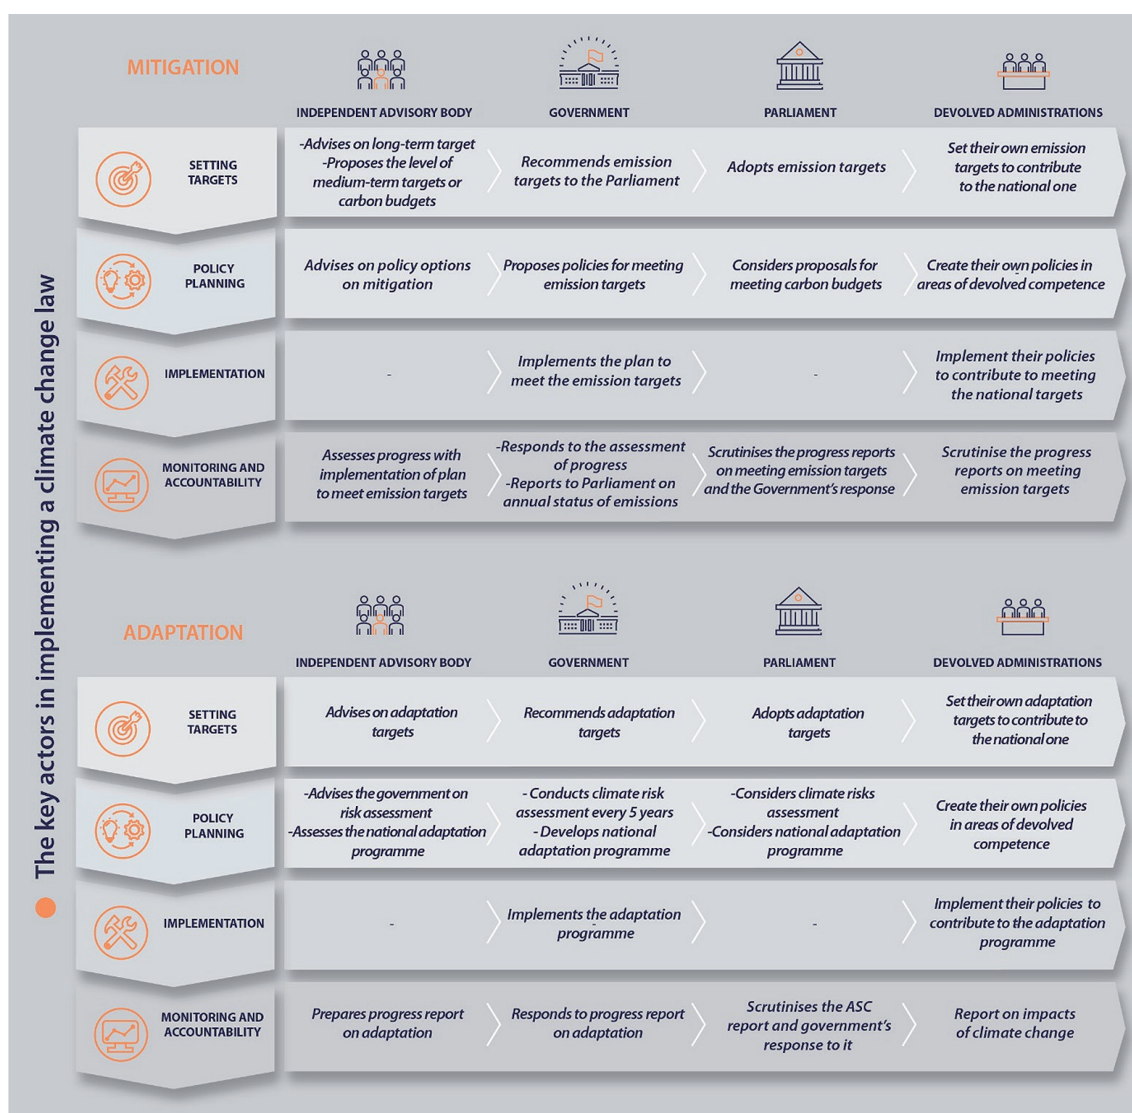 The key actors in implementing a climate change law
MITIGATION
INDEPENDENT ADVISORY BODY
GOVERNMENT
PARLIAMENT
DEVOLVED ADMINISTRATIONS
SETTING
TARGETS
-Advises on long-term target
-Proposes the level of
medium-term targets or
carbon budgets
Recommends emission
targets to the Parliament
Adopts emission targets
Set their own emission
targets to contribute
to the national one
POLICY
PLANNING
Advises on policy options
on mitigation
Proposes policies for meeting
emission targets
Considers proposals for
meeting carbon budgets
Create their own policies in
areas of devolved competence
IMPLEMENTATION
-
Implements the plan to
meet the emission targets
-
Implement their policies
to contribute to meeting
the national targets
MONITORING AND
ACCOUNTABILITY
Assesses progress with
implementation of plan
to meet emission targets
-Responds to the assessment
of progress
-Reports to Parliament on
annual status of emissions
Scrutinises the progress reports
on meeting emission targets
and the Government's response
Scrutinise the progress
reports on meeting
emission targets
ADAPTATION
INDEPENDENT ADVISORY BODY
GOVERNMENT
PARLIAMENT
DEVOLVED ADMINISTRATIONS
SETTING
TARGETS
Advises on adaptation
targets
Recommends adaptation
targets
Adopts adaptation
targets
Set their own adaptation
targets to contribute to
the national one
POLICY
PLANNING
-Advises the government on
risk assessment
-Assesses the national adaptation
programme
- Conducts climate risk
assessment every 5 years
- Develops national
adaptation programme
-Considers climate risks
assessment
-Considers national adaptation
programme
Create their own policies
in areas of devolved
competence
IMPLEMENTATION
-
Implements the adaptation
programme
-
Implement their policies to
contribute to the adaptation
programme
MONITORING AND
ACCOUNTABILITY
Prepares progress report
on adaptation
Responds to progress report
on adaptation
Scrutinises the ASC
report and government's
response to it
Report on impacts
of climate change